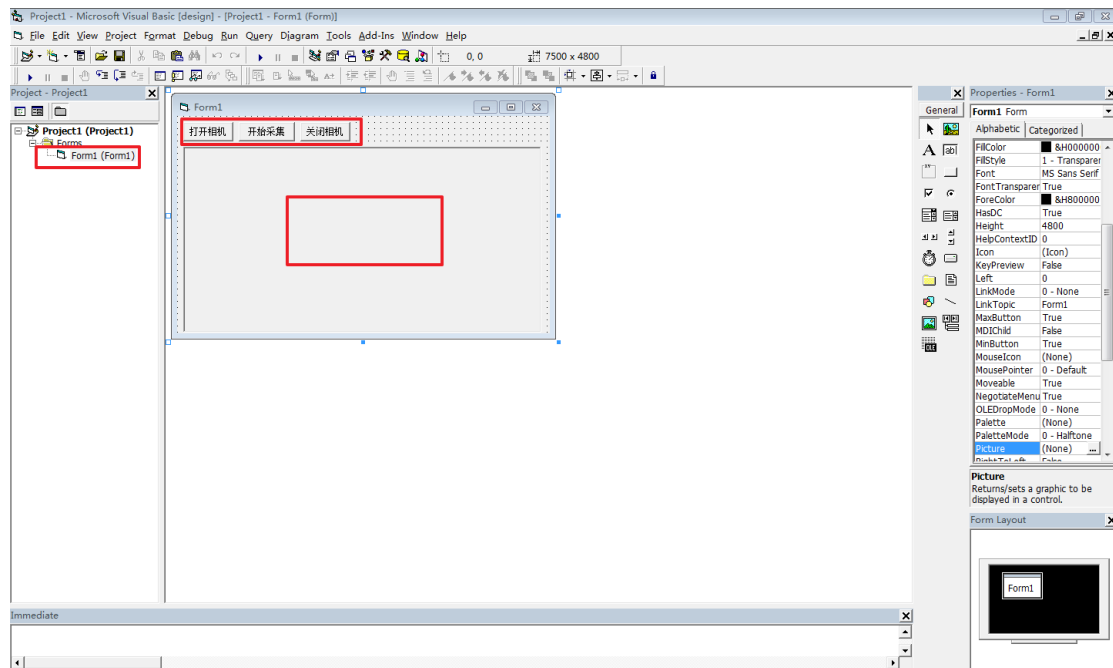 Project1 - Microsoft Visual Basic [design] - [Project1 - Form1 (Form)]
File Edit View Project Format Debug Run Query Diagram Tools Add-Ins Window Help
0, 0
7500 x 4800
Project - Project1
Project1 (Project1)
Forms
Form1 (Form1)
Form1
打开相机
开始采集
关闭相机
General
Properties - Form1
Form1 Form
Alphabetic Categorized
FillColor &H000000
FillStyle 1 - Transparer
Font MS Sans Serif
FontTransparer True
ForeColor &H800000
HasDC True
Height 4800
HelpContextID 0
Icon (Icon)
KeyPreview False
Left 0
LinkMode 0 - None
LinkTopic Form1
MaxButton True
MDIChild False
MinButton True
MouseIcon (None)
MousePointer 0 - Default
Moveable True
NegotiateMenu True
OLEDropMode 0 - None
Palette (None)
PaletteMode 0 - Halftone
Picture (None) ...
Picture
Returns/sets a graphic to be
displayed in a control.
Form Layout
Form1
Immediate